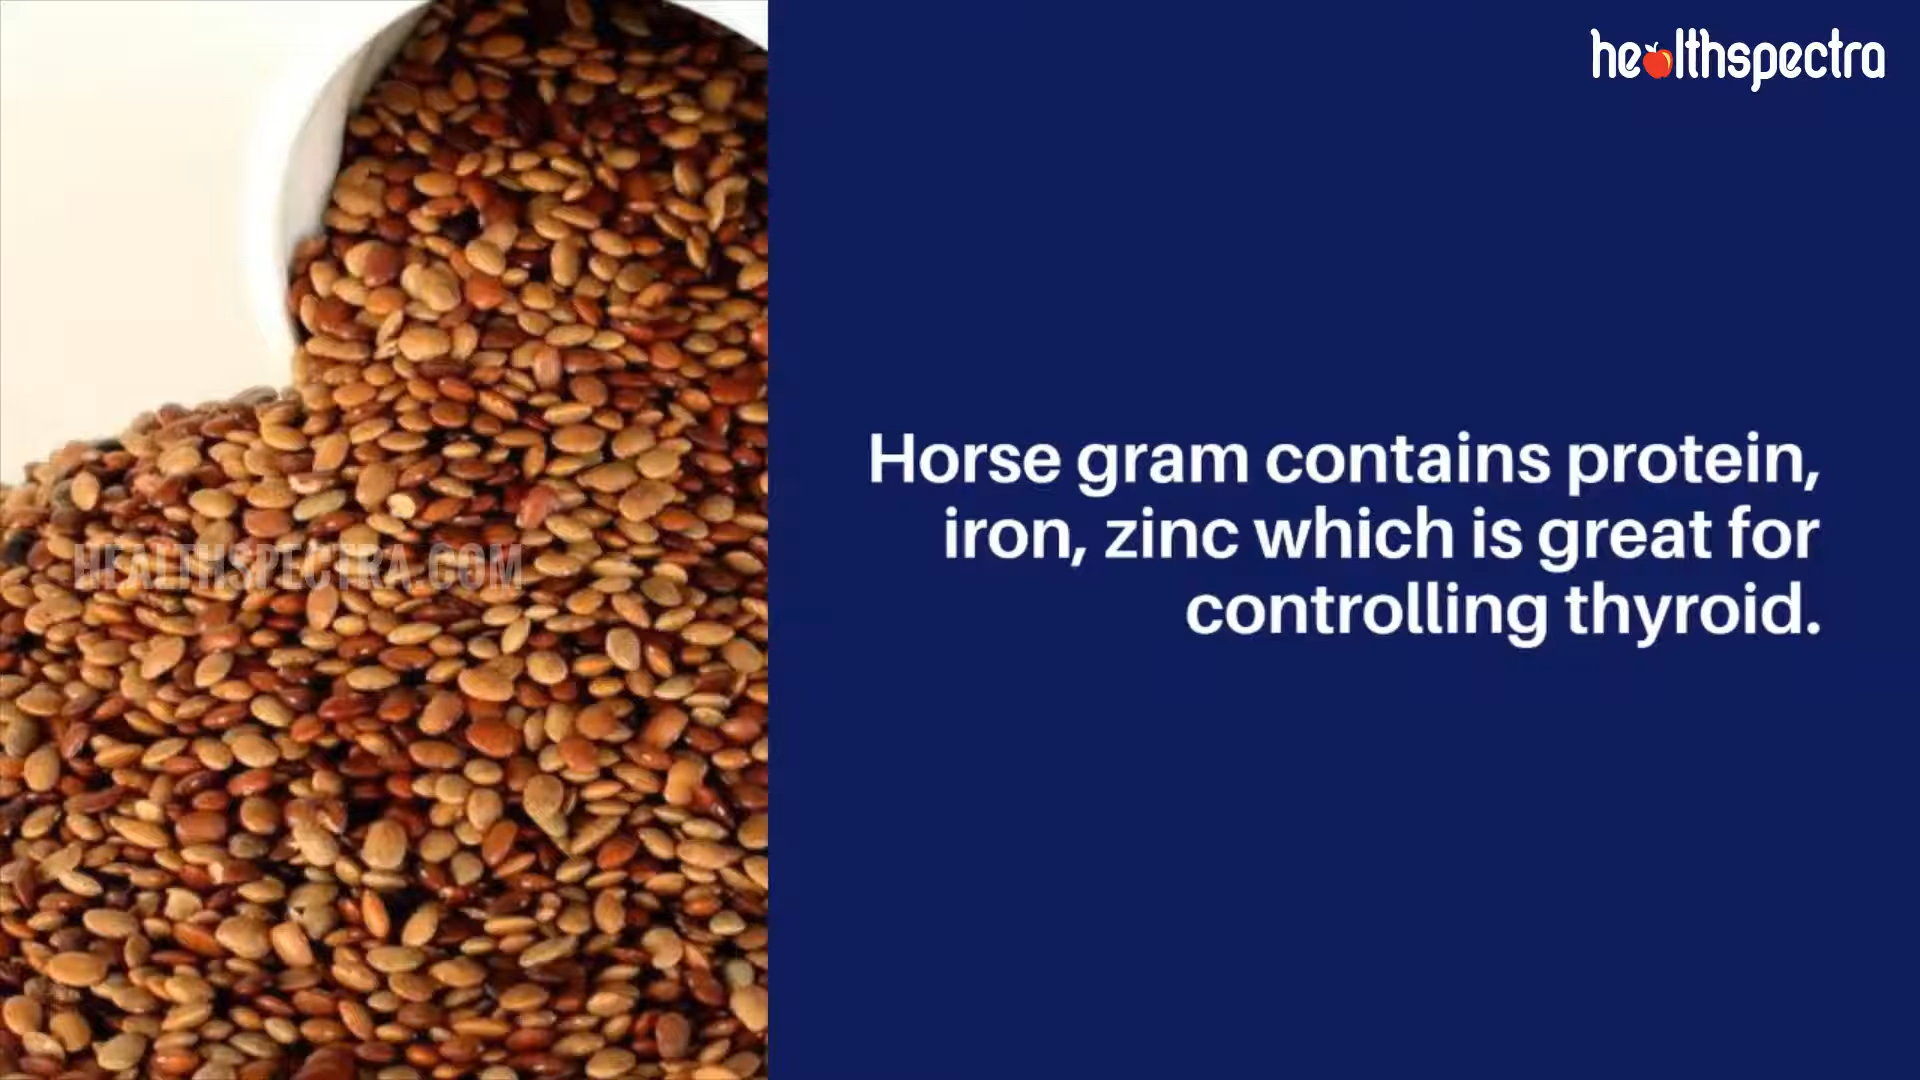 healthspectra
Horse gram contains protein,
iron, zinc which is great for
controlling thyroid.
HEALTHSPECTRA.COM